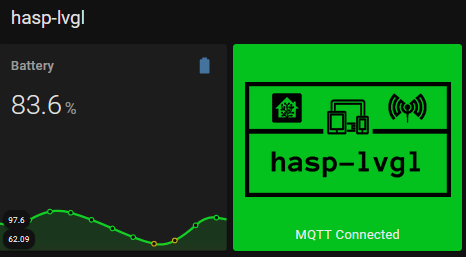 hasp-lvgl
Battery
83.6 %
97.6
62.09
hasp-lvgl
MQTT Connected